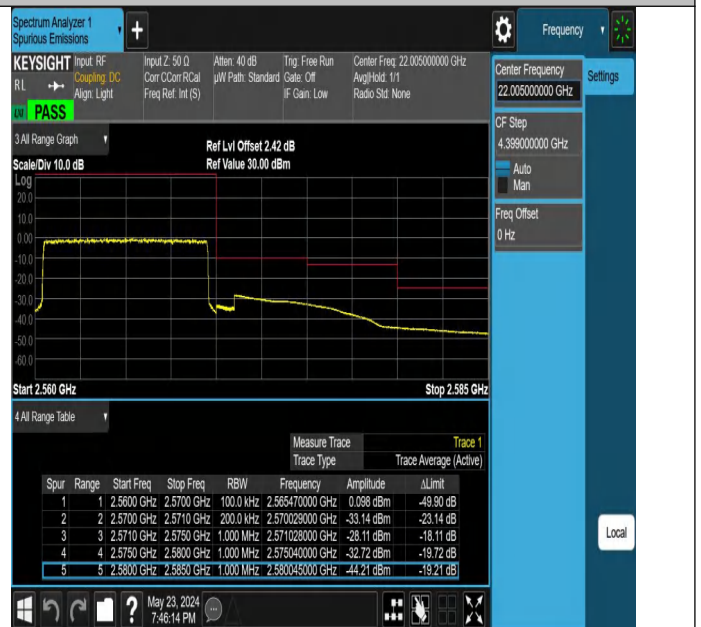 Spectrum Analyzer 1
Spurious Emissions
Frequency
KEYSIGHT
RL
PASS
Input: RF
Coupling: DC
Align: Light
Input Z: 50 Ω
Corr CCorr RCal
Freq Ref: Int (S)
Atten: 40 dB
µW Path: Standard
Trig: Free Run
Gate: Off
IF Gain: Low
Center Freq: 22.005000000 GHz
Avg|Hold: 1/1
Radio Std: None
Center Frequency
22.005000000 GHz
Settings
CF Step
4.399000000 GHz
Auto
Man
Freq Offset
0 Hz
3 All Range Graph
Scale/Div 10.0 dB
Ref Lvl Offset 2.42 dB
Ref Value 30.00 dBm
Log
20.0
10.0
0.00
-10.0
-20.0
-30.0
-40.0
-50.0
-60.0
Start 2.560 GHz
Stop 2.585 GHz
4 All Range Table
Measure Trace Trace 1
Trace Type Trace Average (Active)
Spur Range Start Freq Stop Freq RBW Frequency Amplitude ΔLimit
1 1 2.5600 GHz 2.5700 GHz 100.0 kHz 2.565470000 GHz 0.098 dBm -49.90 dB
2 2 2.5700 GHz 2.5710 GHz 200.0 kHz 2.570029000 GHz -33.14 dBm -23.14 dB
3 3 2.5710 GHz 2.5750 GHz 1.000 MHz 2.571028000 GHz -28.11 dBm -18.11 dB
4 4 2.5750 GHz 2.5800 GHz 1.000 MHz 2.575040000 GHz -32.72 dBm -19.72 dB
5 5 2.5800 GHz 2.5850 GHz 1.000 MHz 2.580045000 GHz -44.21 dBm -19.21 dB
Local
May 23, 2024
7:46:14 PM